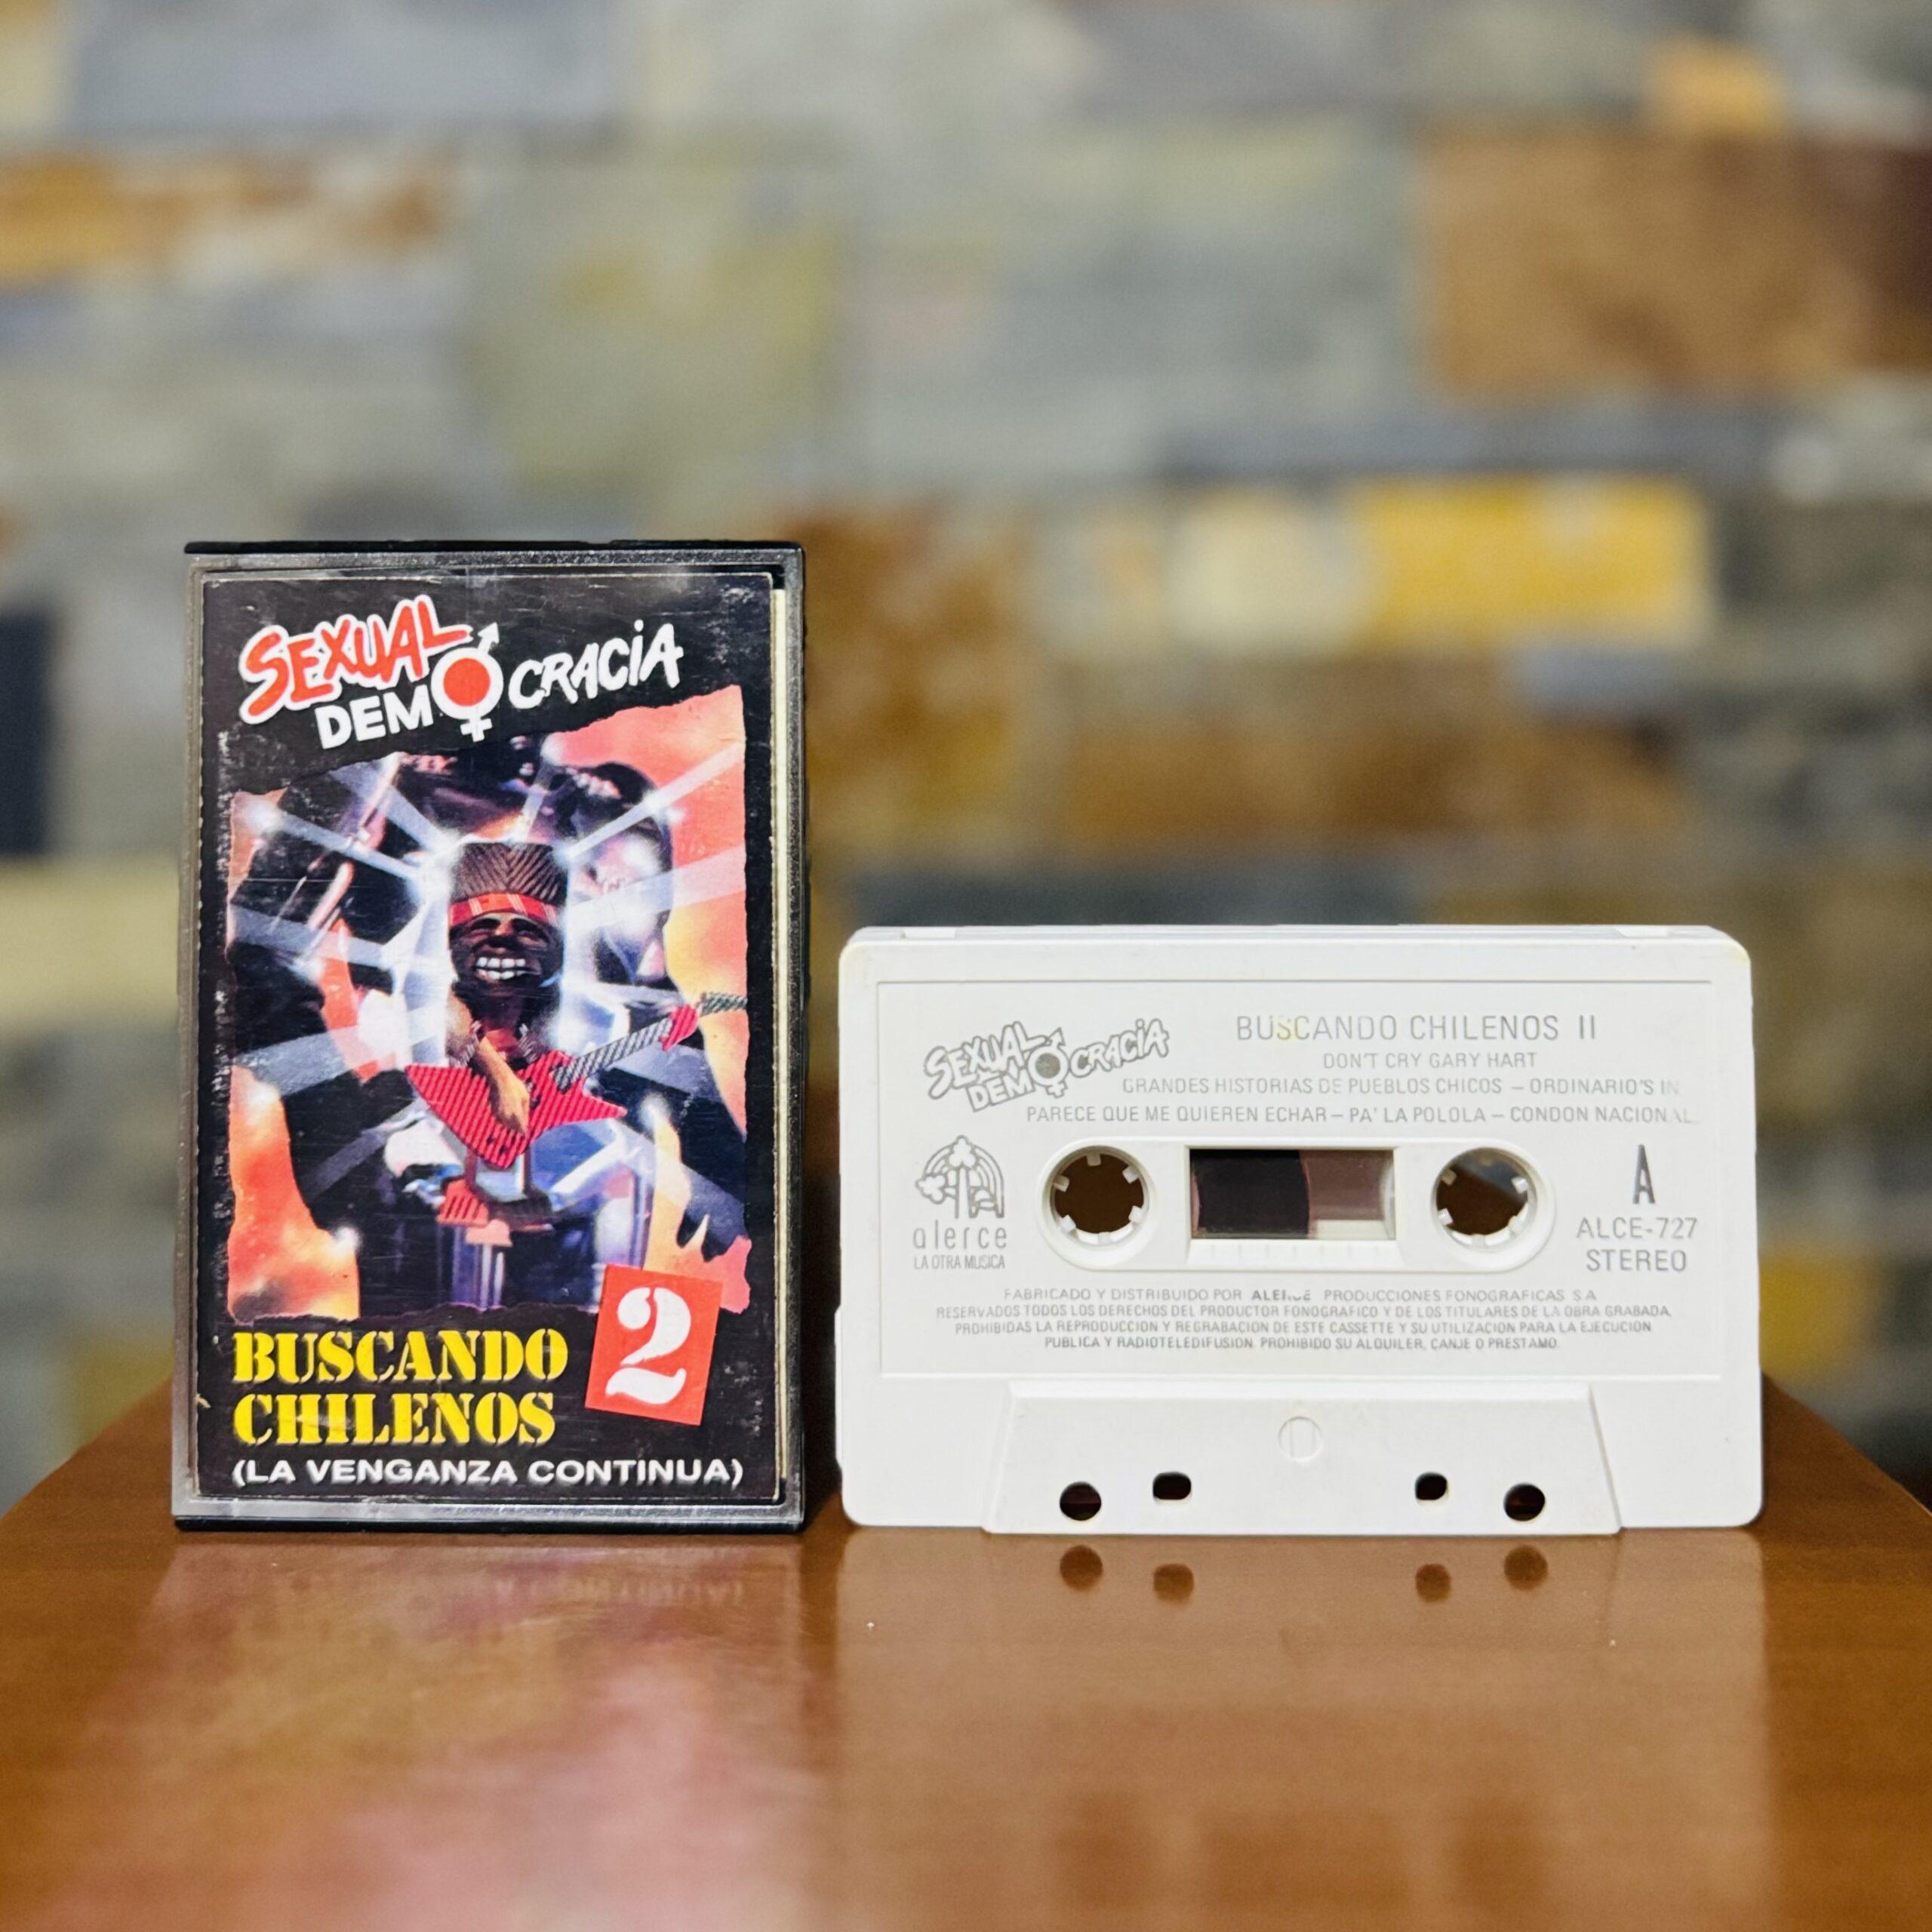 SEXUAL
DEMOCRACIA
BUSCANDO
CHILENOS
2
(LA VENGANZA CONTINUA)
SEXUAL
DEMOCRACIA
BUSCANDO CHILENOS II
DON'T CRY GARY HART
GRANDES HISTORIAS DE PUEBLOS CHICOS – ORDINARIO'S IN
PARECE QUE ME QUIEREN ECHAR – PA' LA POLOLA – CONDON NACIONAL
alerce
LA OTRA MUSICA
A
ALCE-727
STEREO
FABRICADO Y DISTRIBUIDO POR ALERCE PRODUCCIONES FONOGRAFICAS S.A
RESERVADOS TODOS LOS DERECHOS DEL PRODUCTOR FONOGRAFICO Y DE LOS TITULARES DE LA OBRA GRABADA,
PROHIBIDAS LA REPRODUCCION Y REGRABACION DE ESTE CASSETTE Y SU UTILIZACION PARA LA EJECUCION
PUBLICA Y RADIOTELEDIFUSION. PROHIBIDO SU ALQUILER, CANJE O PRESTAMO.